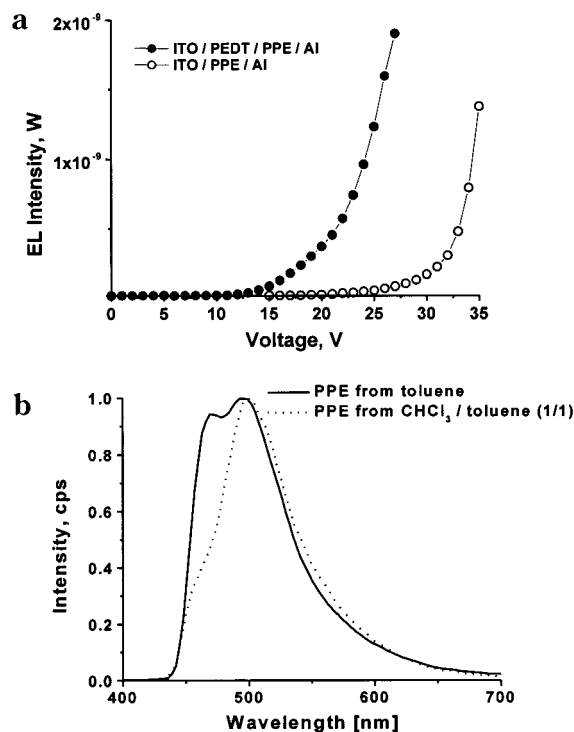 a
2x10⁻⁹
ITO / PEDT / PPE / Al
ITO / PPE / Al
1x10⁻⁹
EL Intensity, W
0 5 10 15 20 25 30 35
Voltage, V
b
PPE from toluene
PPE from CHCl₃ / toluene (1/1)
1.0
0.8
0.6
0.4
0.2
0.0
Intensity, cps
400 500 600 700
Wavelength [nm]